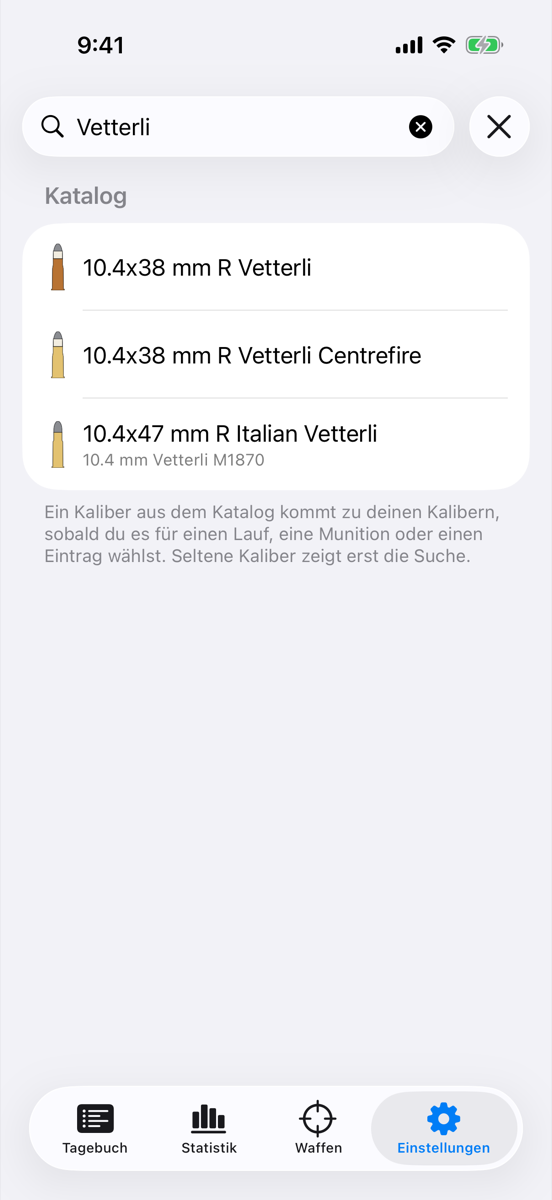 9:41
Vetterli
Katalog
10.4x38 mm R Vetterli
10.4x38 mm R Vetterli Centrefire
10.4x47 mm R Italian Vetterli
10.4 mm Vetterli M1870
Ein Kaliber aus dem Katalog kommt zu deinen Kalibern,
sobald du es für einen Lauf, eine Munition oder einen
Eintrag wählst. Seltene Kaliber zeigt erst die Suche.
Tagebuch
Statistik
Waffen
Einstellungen